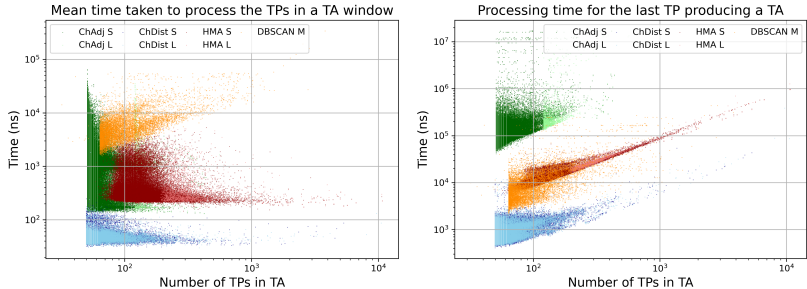 Mean time taken to process the TPs in a TA window
ChAdj S ChDist S HMA S DBSCAN M
ChAdj L ChDist L HMA L
Time (ns)
10^5
10^4
10^3
10^2
10^2 10^3 10^4
Number of TPs in TA
Processing time for the last TP producing a TA
ChAdj S ChDist S HMA S DBSCAN M
ChAdj L ChDist L HMA L
Time (ns)
10^7
10^6
10^5
10^4
10^3
10^2 10^3 10^4
Number of TPs in TA